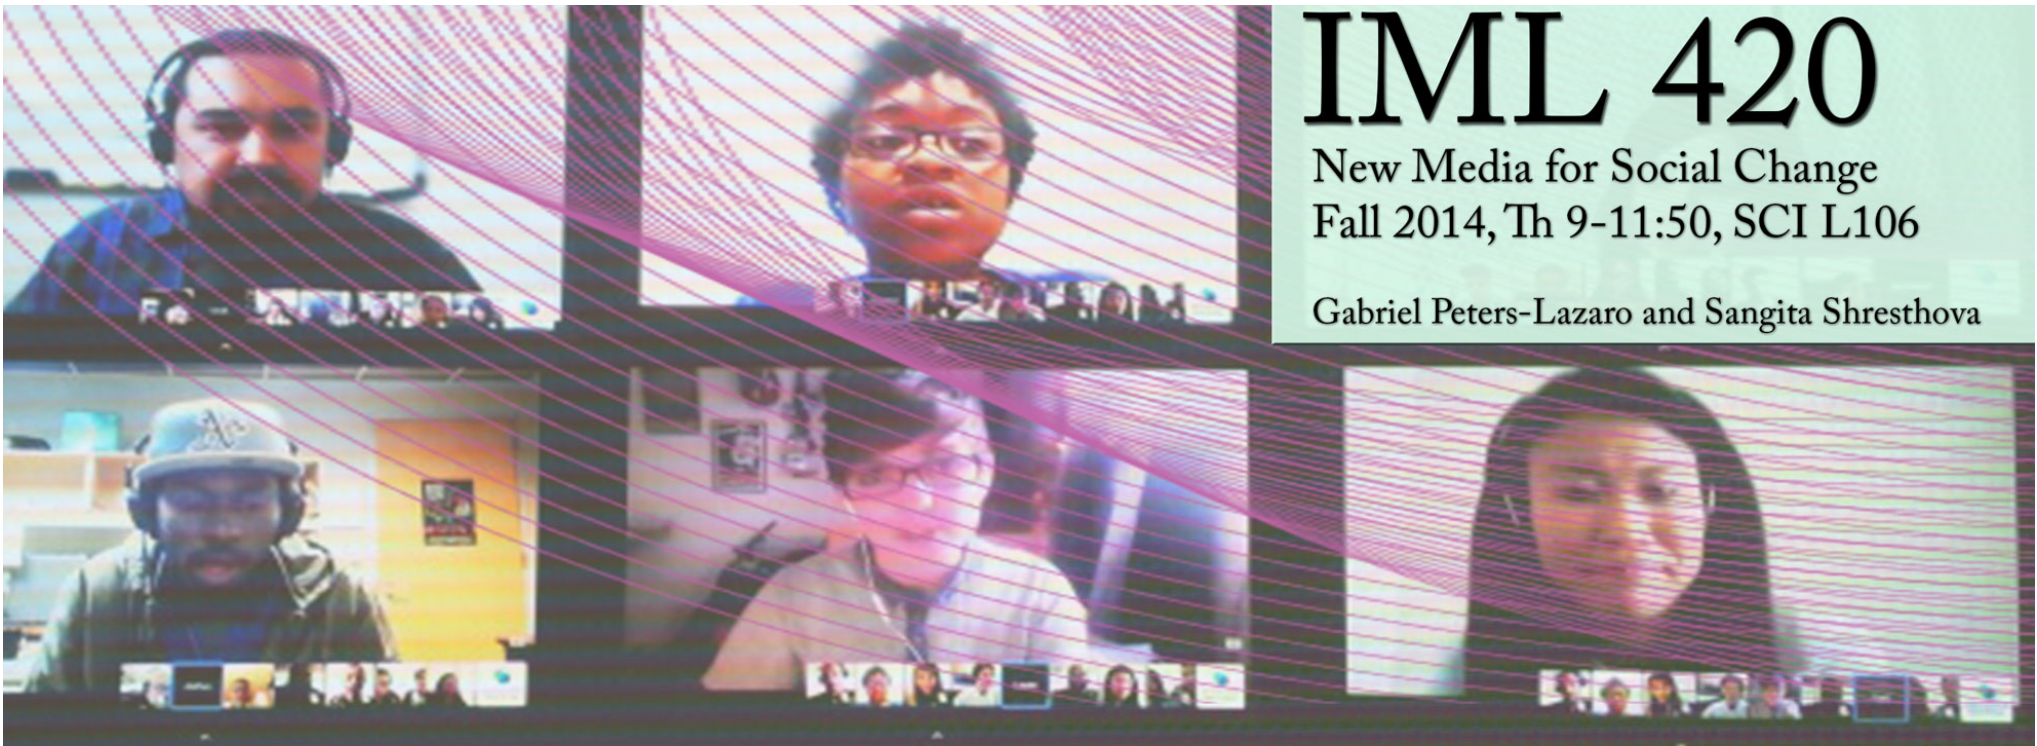 IML 420
New Media for Social Change
Fall 2014, Th 9-11:50, SCI L106
Gabriel Peters-Lazaro and Sangita Shresthova
A's